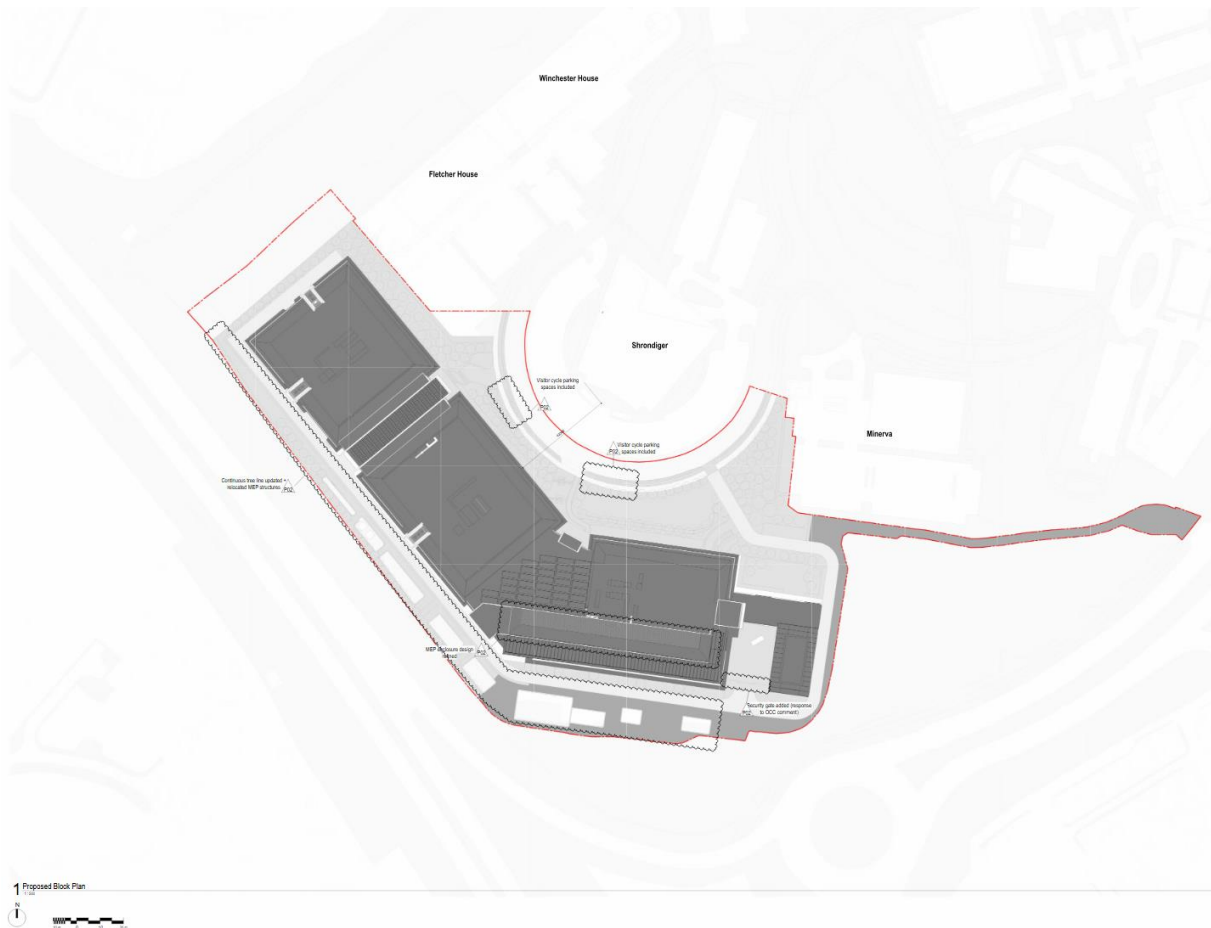 Winchester House
Fletcher House
Shrondiger
Visitor cycle parking
spaces included
P02
Visitor cycle parking
P02 spaces included
Minerva
Continuous tree line updated +
relocated MEP structures
P02
MEP enclosure design
P02
Security gate added (response
to OCC comment)
P02
1 Proposed Block Plan
N